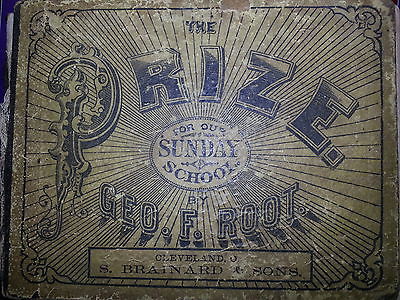 THE
PRIZE.
FOR OUR
SUNDAY
SCHOOL
BY
GEO. F. ROOT.
CLEVELAND, O.
S. BRAINARD & SONS.